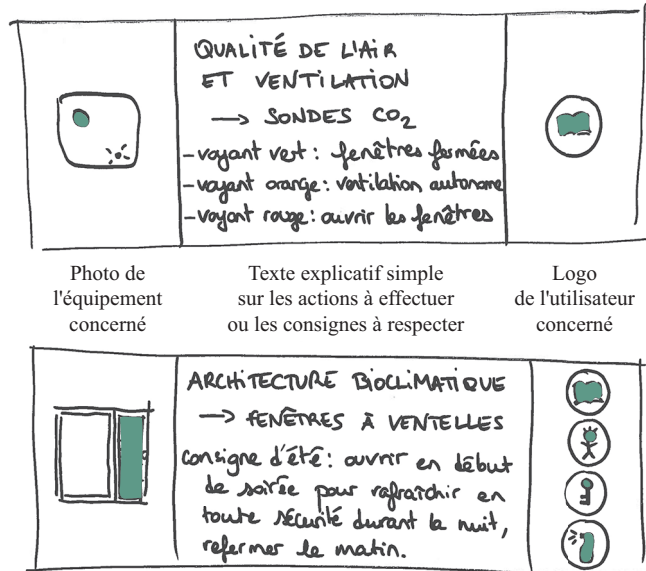 QUALITÉ DE L'AIR
ET VENTILATION
→ SONDES CO₂
- voyant vert : fenêtres fermées
- voyant orange : ventilation autonome
- voyant rouge : ouvrir les fenêtres
Photo de
l'équipement
concerné
Texte explicatif simple
sur les actions à effectuer
ou les consignes à respecter
Logo
de l'utilisateur
concerné
ARCHITECTURE BIOCLIMATIQUE
→ FENÊTRES À VENTELLES
consigne d'été : ouvrir en début
de soirée pour rafraîchir en
toute sécurité durant la nuit,
refermer le matin.